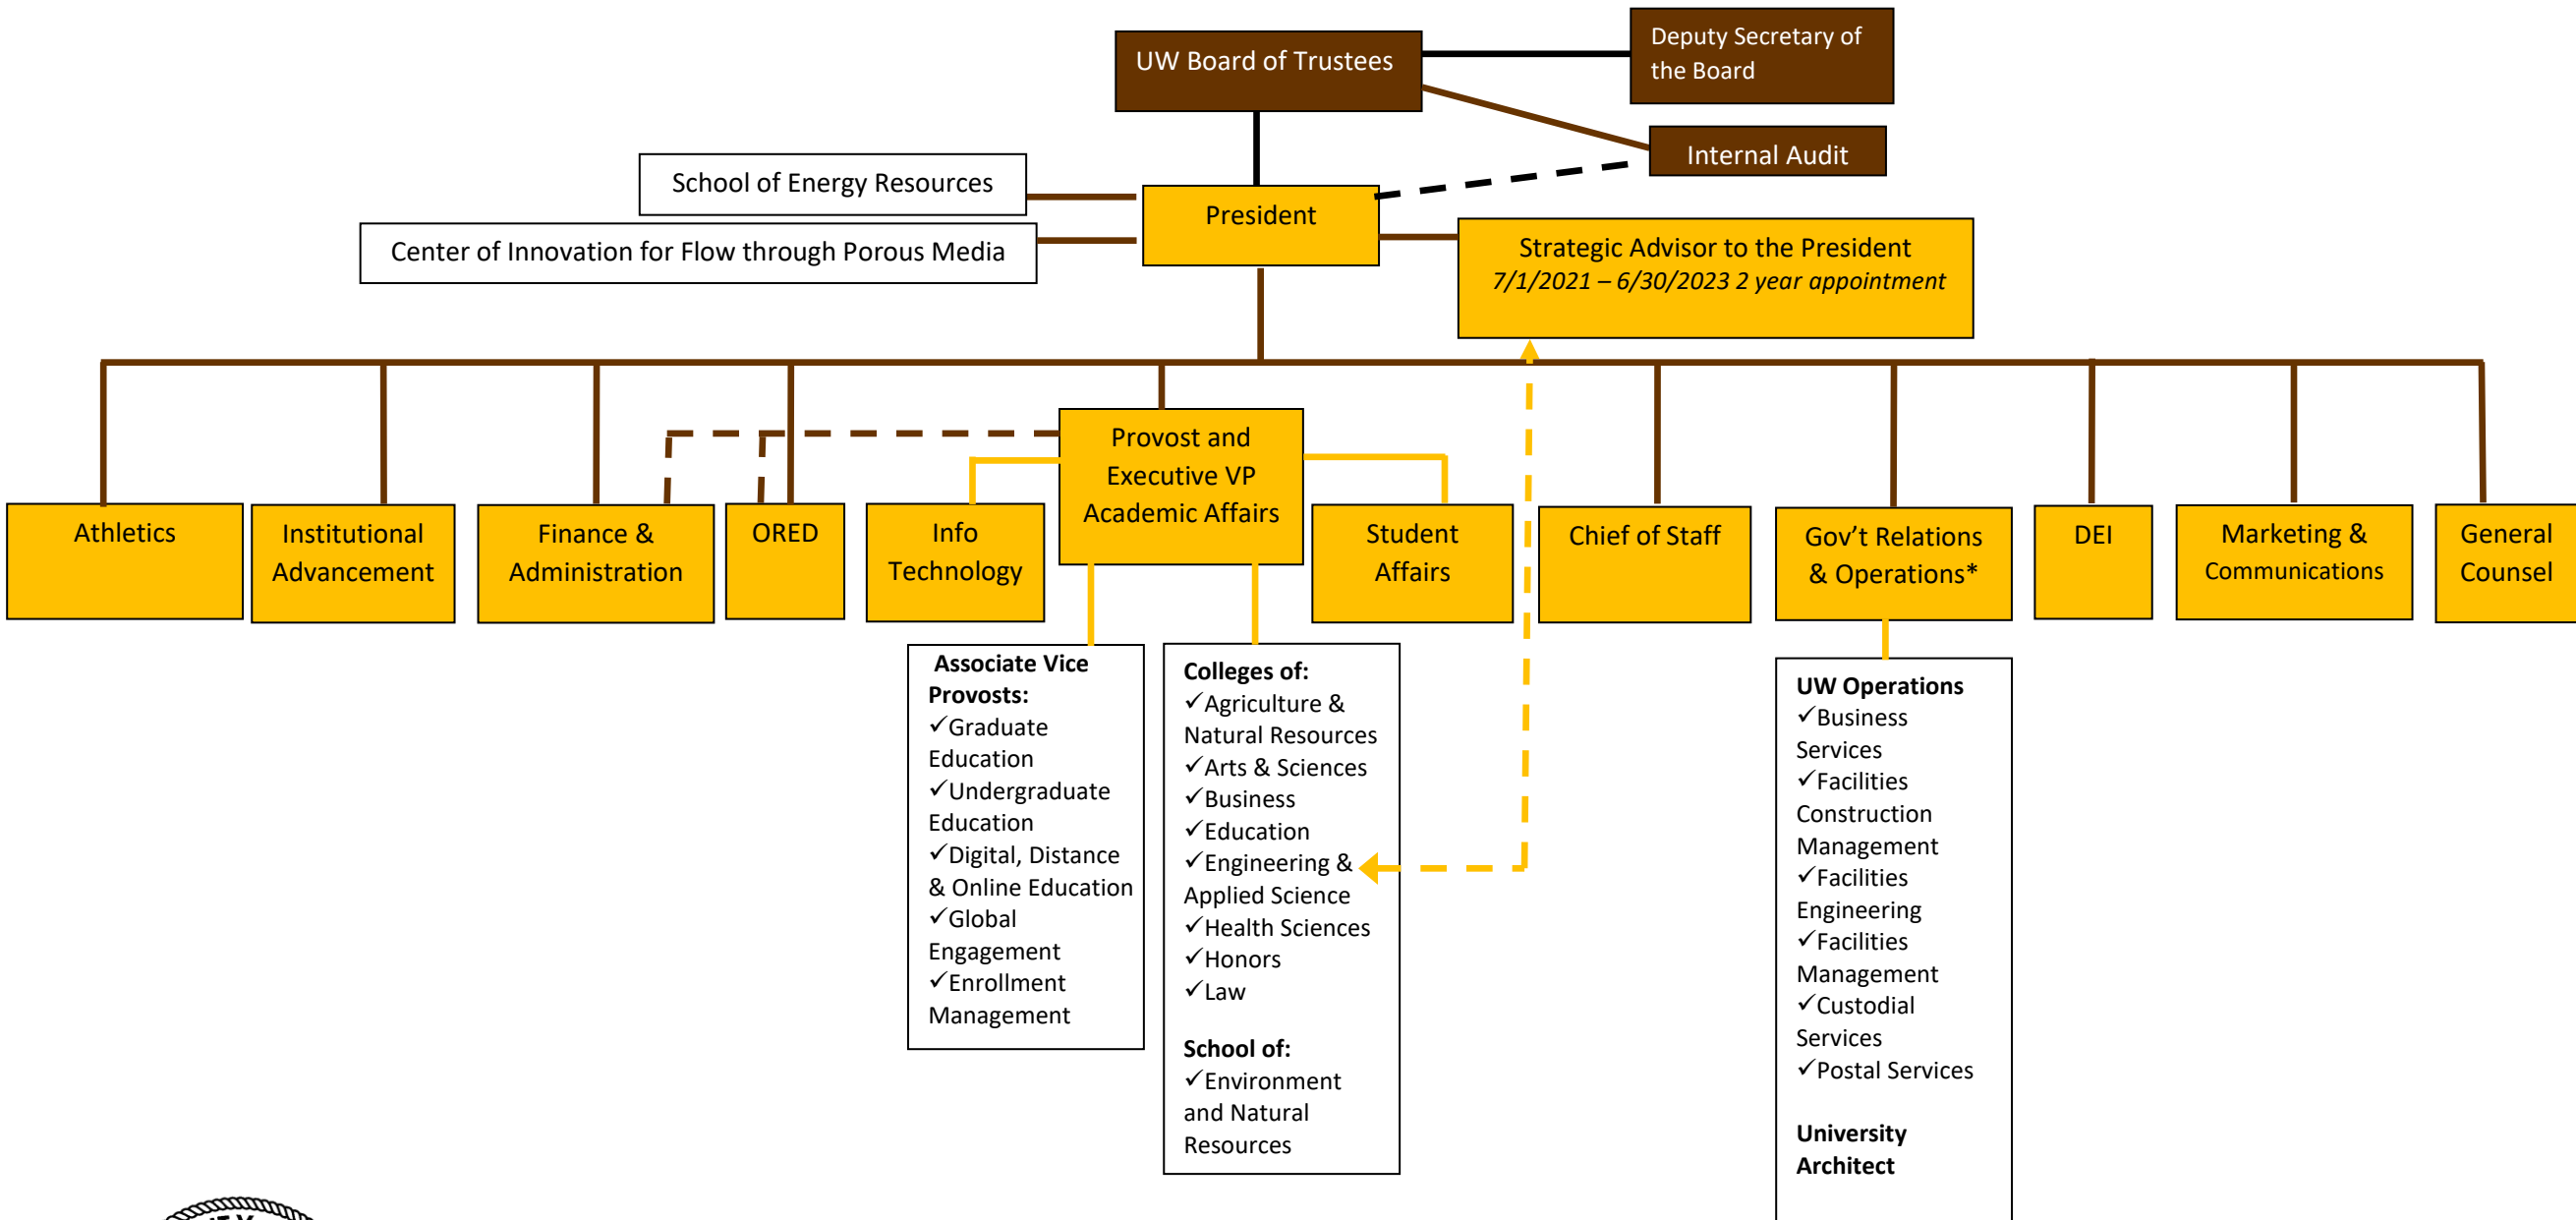 UW Board of Trustees
Deputy Secretary of
the Board
Internal Audit
School of Energy Resources
President
Center of Innovation for Flow through Porous Media
Strategic Advisor to the President
7/1/2021 – 6/30/2023 2 year appointment
Provost and
Executive VP
Academic Affairs
Athletics
Institutional
Advancement
Finance &
Administration
ORED
Info
Technology
Student
Affairs
Chief of Staff
Gov't Relations
& Operations*
DEI
Marketing &
Communications
General
Counsel
Associate Vice
Provosts:
✓Graduate
Education
✓Undergraduate
Education
✓Digital, Distance
& Online Education
✓Global
Engagement
✓Enrollment
Management
Colleges of:
✓Agriculture &
Natural Resources
✓Arts & Sciences
✓Business
✓Education
✓Engineering &
Applied Science
✓Health Sciences
✓Honors
✓Law
School of:
✓Environment
and Natural
Resources
UW Operations
✓Business
Services
✓Facilities
Construction
Management
✓Facilities
Engineering
✓Facilities
Management
✓Custodial
Services
✓Postal Services
University
Architect